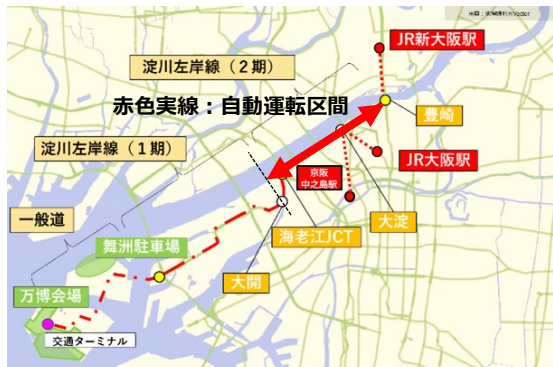 JR新大阪駅
淀川左岸線（2期）
赤色実線：自動運転区間
豊崎
淀川左岸線（1期）
JR大阪駅
京阪
中之島駅
一般道
大淀
海老江JCT
舞洲駐車場
大開
万博会場
交通ターミナル